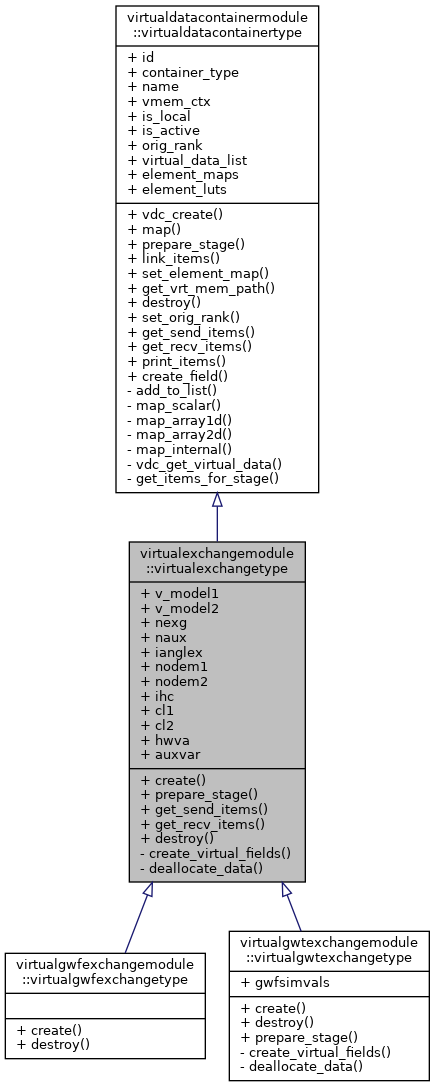 virtualdatacontainermodule
::virtualdatacontainertype
+ id
+ container_type
+ name
+ vmem_ctx
+ is_local
+ is_active
+ orig_rank
+ virtual_data_list
+ element_maps
+ element_luts
+ vdc_create()
+ map()
+ prepare_stage()
+ link_items()
+ set_element_map()
+ get_vrt_mem_path()
+ destroy()
+ set_orig_rank()
+ get_send_items()
+ get_recv_items()
+ print_items()
+ create_field()
- add_to_list()
- map_scalar()
- map_array1d()
- map_array2d()
- map_internal()
- vdc_get_virtual_data()
- get_items_for_stage()
virtualexchangemodule
::virtualexchangetype
+ v_model1
+ v_model2
+ nexg
+ naux
+ ianglex
+ nodem1
+ nodem2
+ ihc
+ cl1
+ cl2
+ hwva
+ auxvar
+ create()
+ prepare_stage()
+ get_send_items()
+ get_recv_items()
+ destroy()
- create_virtual_fields()
- deallocate_data()
virtualgwfexchangemodule
::virtualgwfexchangetype
+ create()
+ destroy()
virtualgwtexchangemodule
::virtualgwtexchangetype
+ gwfsimvals
+ create()
+ destroy()
+ prepare_stage()
- create_virtual_fields()
- deallocate_data()